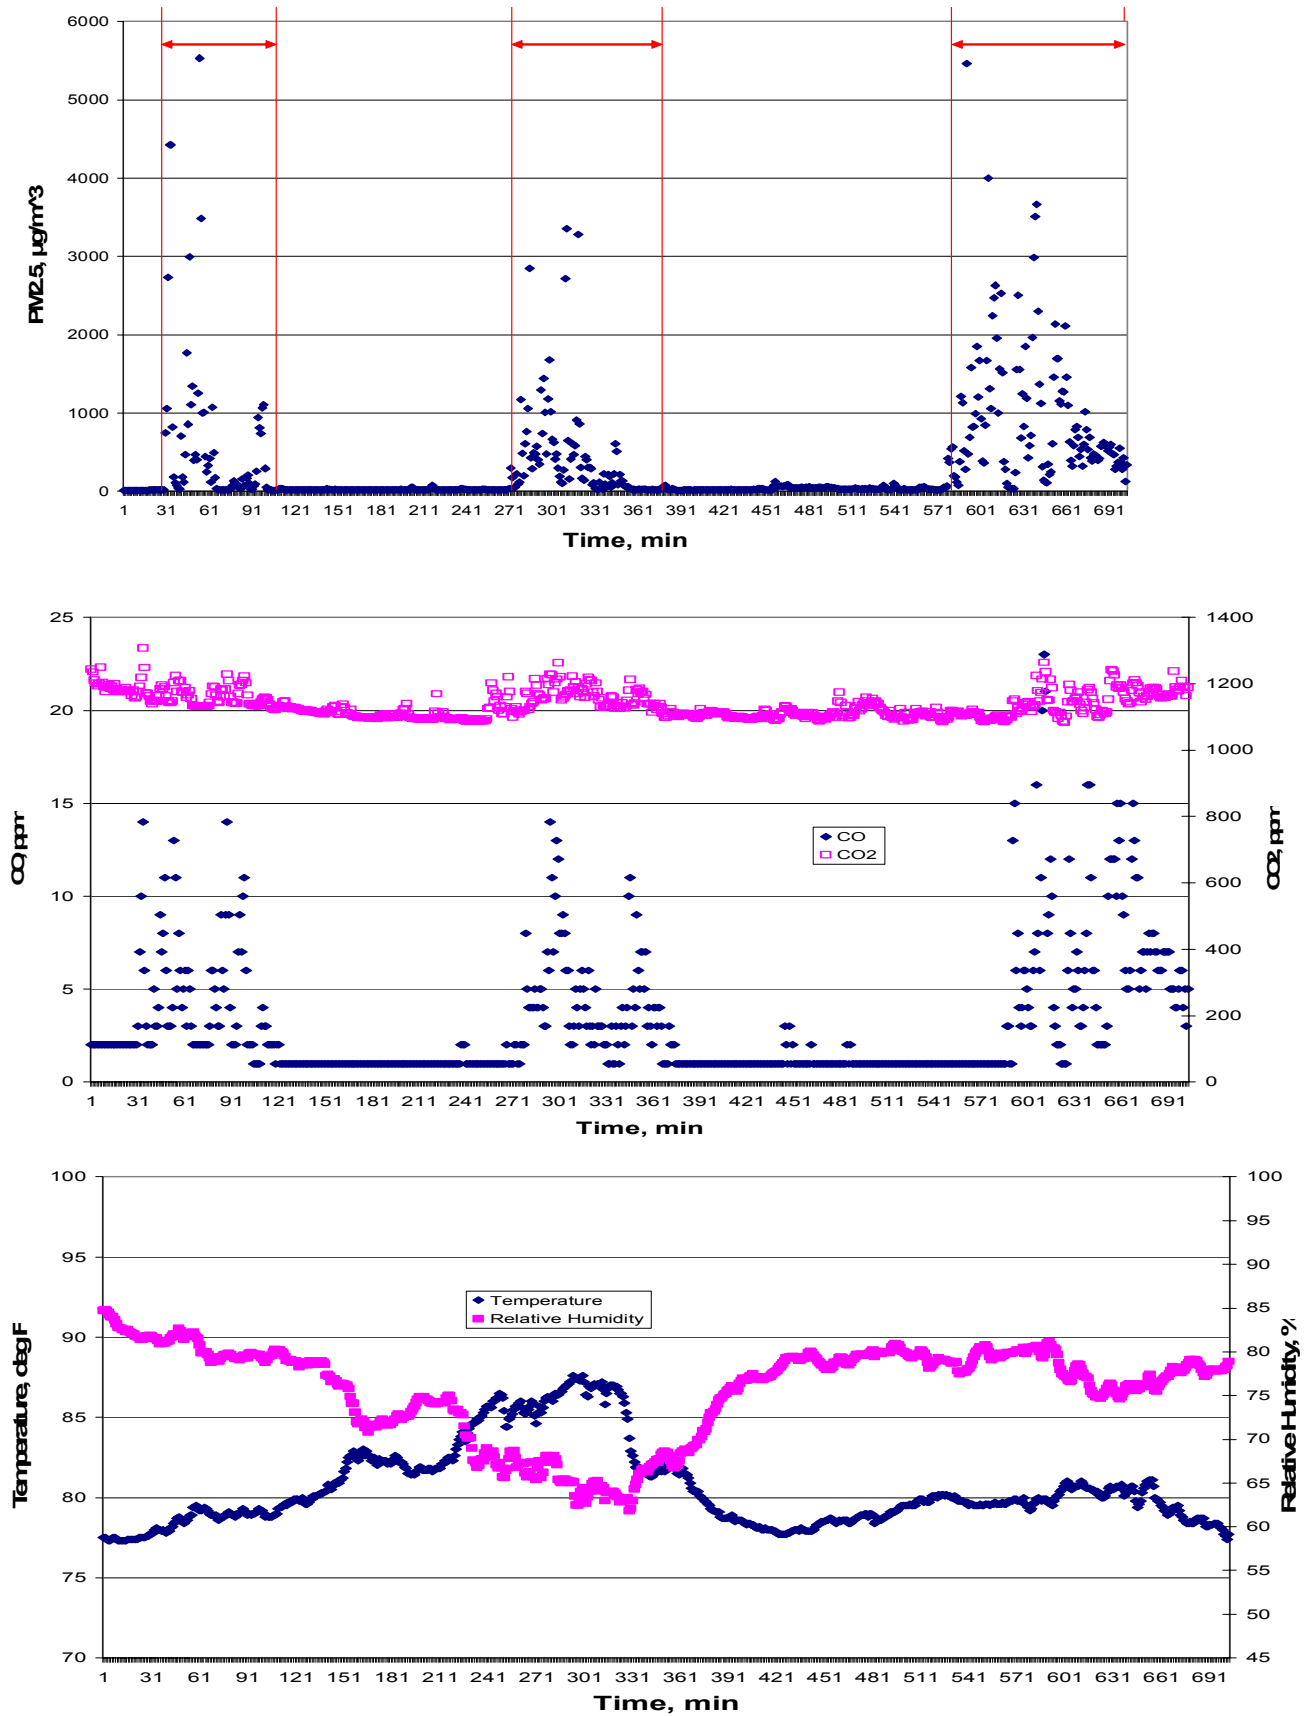 6000
5000
4000
3000
2000
1000
0
PM2.5, µg/m^3
1 31 61 91 121 151 181 211 241 271 301 331 361 391 421 451 481 511 541 571 601 631 661 691
Time, min
25
20
15
10
5
0
CO, ppm
1400
1200
1000
800
600
400
200
0
CO2, ppm
CO
CO2
1 31 61 91 121 151 181 211 241 271 301 331 361 391 421 451 481 511 541 571 601 631 661 691
Time, min
100
95
90
85
80
75
70
Temperature, deg F
100
95
90
85
80
75
70
65
60
55
50
45
Relative Humidity, %
Temperature
Relative Humidity
1 31 61 91 121 151 181 211 241 271 301 331 361 391 421 451 481 511 541 571 601 631 661 691
Time, min